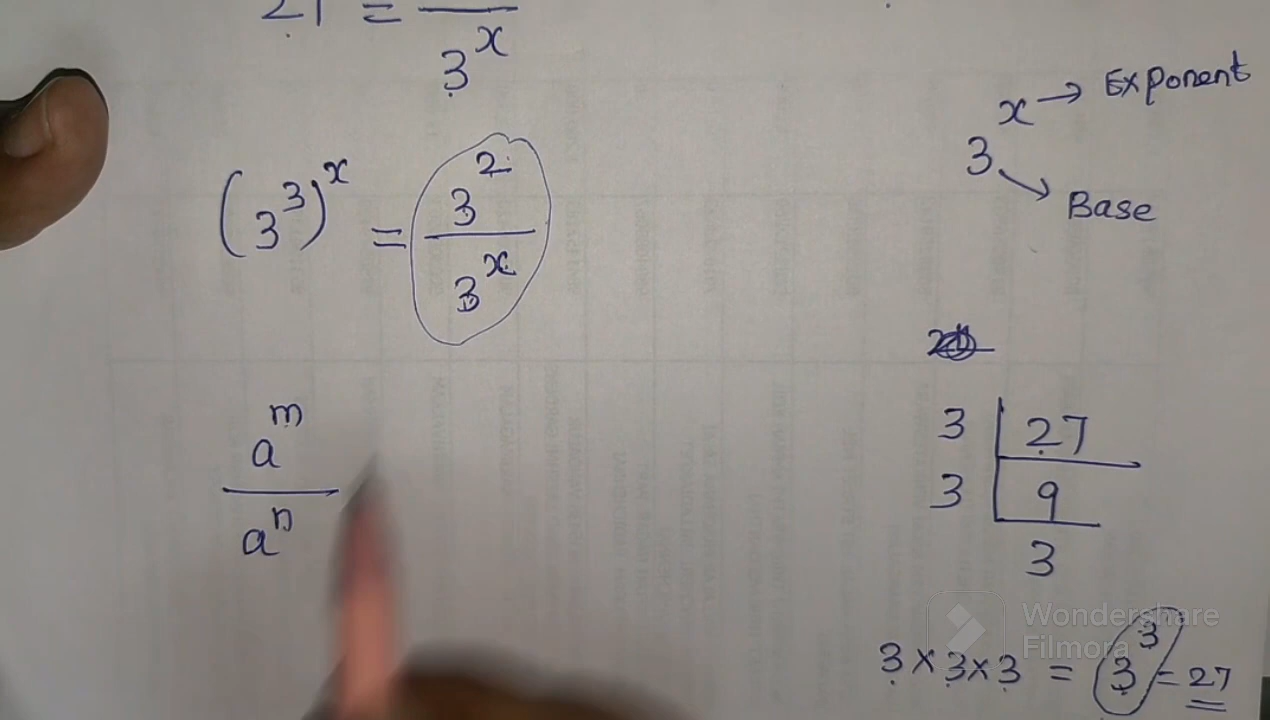 27 = ―
3^x
x → Exponent
3 → Base
(3^3)^x = 3^2/3^x
a^m/a^n
3 | 27
3 | 9
3
3 × 3 × 3 = 3^3 = 27
Wondershare
Filmora